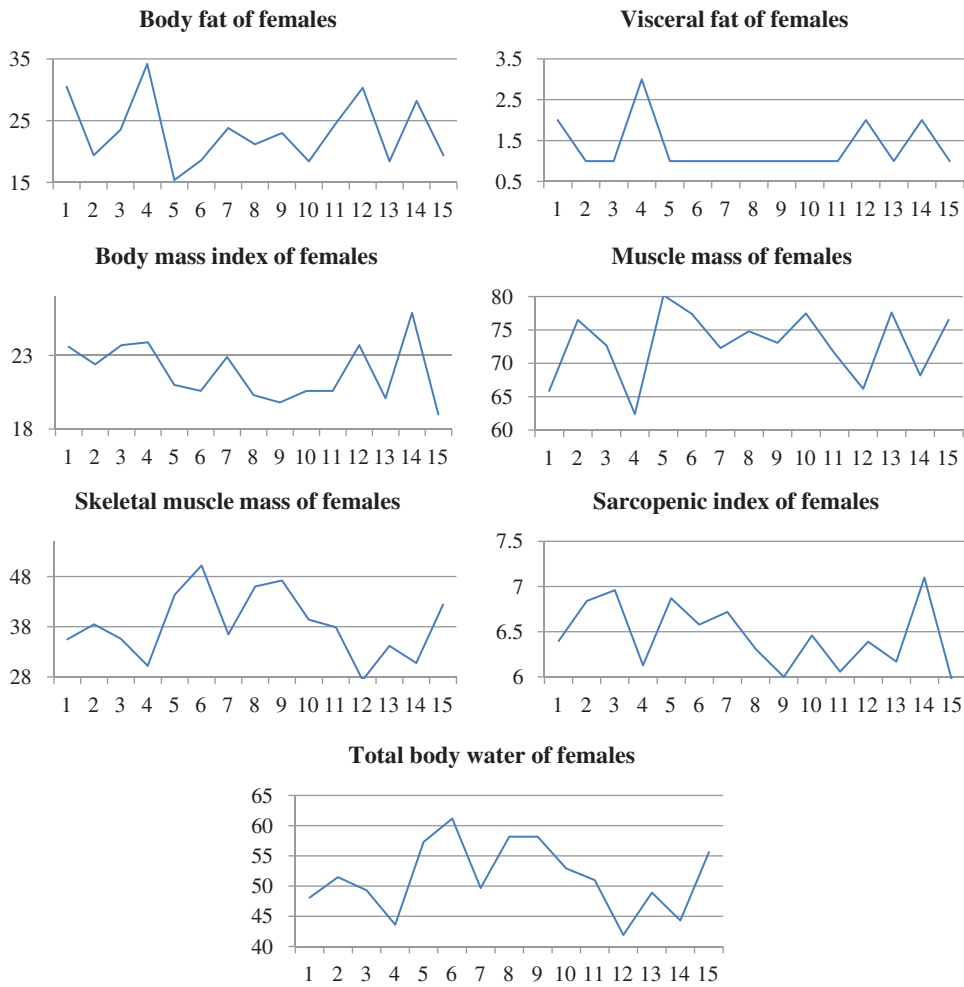 Body fat of females
35
25
15
1 2 3 4 5 6 7 8 9 10 11 12 13 14 15
Visceral fat of females
3.5
2.5
1.5
0.5
1 2 3 4 5 6 7 8 9 10 11 12 13 14 15
Body mass index of females
23
18
1 2 3 4 5 6 7 8 9 10 11 12 13 14 15
Muscle mass of females
80
75
70
65
60
1 2 3 4 5 6 7 8 9 10 11 12 13 14 15
Skeletal muscle mass of females
48
38
28
1 2 3 4 5 6 7 8 9 10 11 12 13 14 15
Sarcopenic index of females
7.5
7
6.5
6
1 2 3 4 5 6 7 8 9 10 11 12 13 14 15
Total body water of females
65
60
55
50
45
40
1 2 3 4 5 6 7 8 9 10 11 12 13 14 15